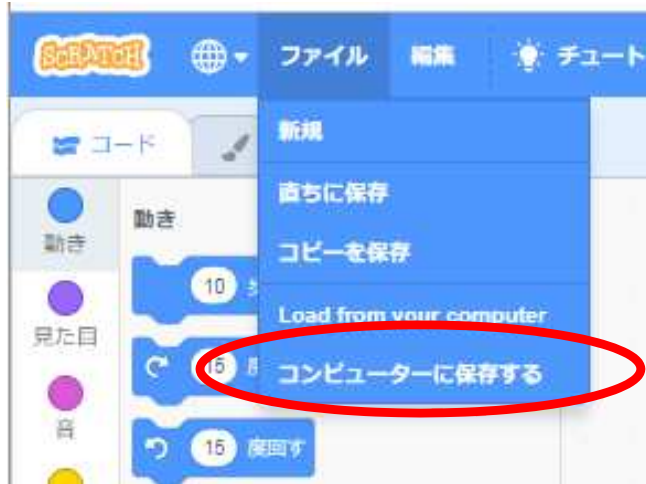 SCRATCH
ファイル
編集
チュート
コード
新規
直ちに保存
コピーを保存
Load from your computer
コンピューターに保存する
動き
動き
見た目
音
10
15
15 度回す